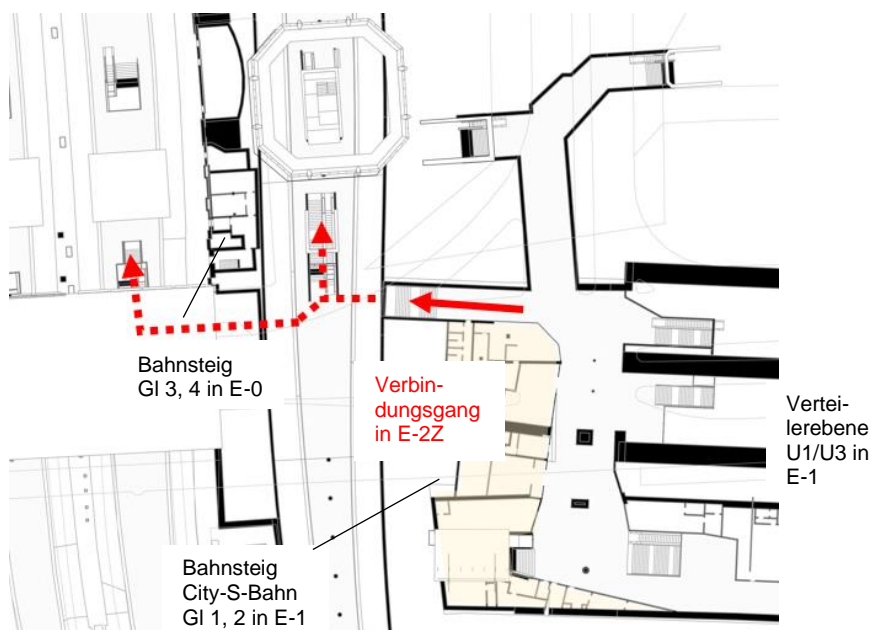 Bahnsteig
Gl 3, 4 in E-0
Verbin-
dungsgang
in E-2Z
Vertei-
lerebene
U1/U3 in
E-1
Bahnsteig
City-S-Bahn
Gl 1, 2 in E-1